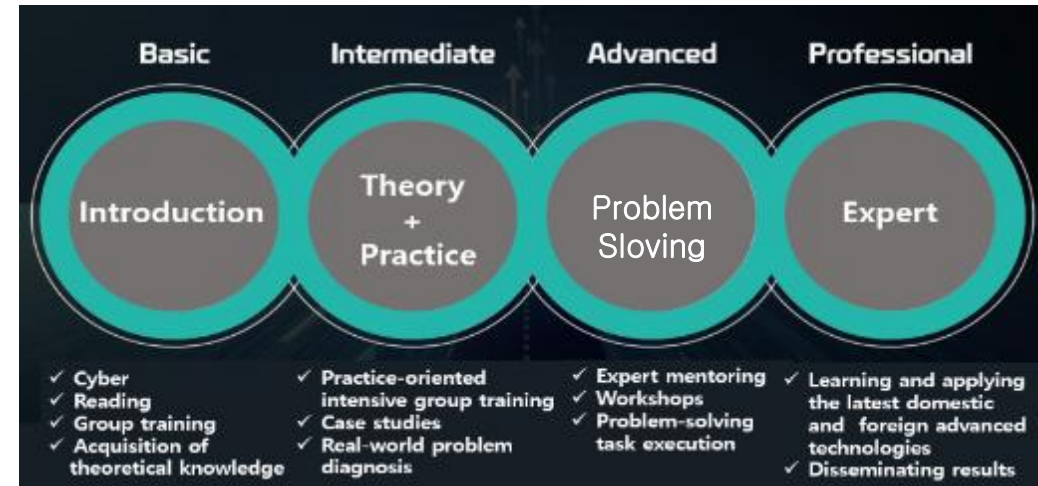 Basic
Introduction
✓ Cyber
✓ Reading
✓ Group training
✓ Acquisition of
theoretical knowledge
Intermediate
Theory
+
Practice
✓ Practice-oriented
intensive group training
✓ Case studies
✓ Real-world problem
diagnosis
Advanced
Problem
Sloving
✓ Expert mentoring
✓ Workshops
✓ Problem-solving
task execution
Professional
Expert
✓ Learning and applying
the latest domestic
and foreign advanced
technologies
✓ Disseminating results